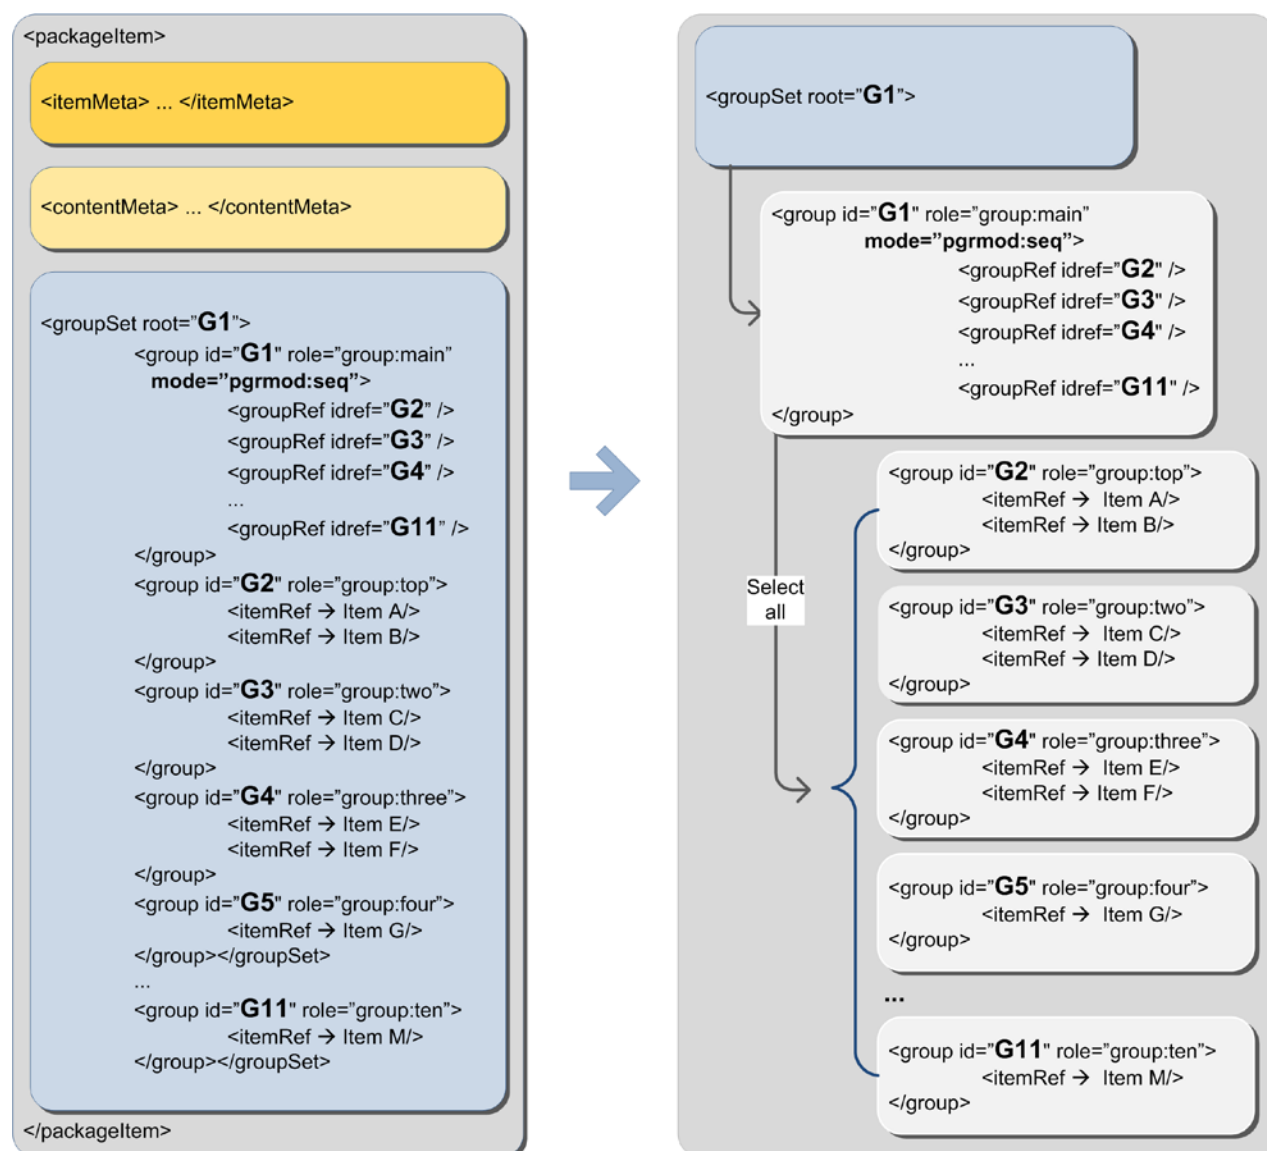 <packageItem>
<itemMeta> ... </itemMeta>
<contentMeta> ... </contentMeta>
<groupSet root="G1">
<group id="G1" role="group:main"
mode="pgrmod:seq">
<groupRef idref="G2" />
<groupRef idref="G3" />
<groupRef idref="G4" />
...
<groupRef idref="G11" />
</group>
<group id="G2" role="group:top">
<itemRef → Item A/>
<itemRef → Item B/>
</group>
<group id="G3" role="group:two">
<itemRef → Item C/>
<itemRef → Item D/>
</group>
<group id="G4" role="group:three">
<itemRef → Item E/>
<itemRef → Item F/>
</group>
<group id="G5" role="group:four">
<itemRef → Item G/>
</group></groupSet>
...
<group id="G11" role="group:ten">
<itemRef → Item M/>
</group></groupSet>
</packageItem>
<groupSet root="G1">
<group id="G1" role="group:main"
mode="pgrmod:seq">
<groupRef idref="G2" />
<groupRef idref="G3" />
<groupRef idref="G4" />
...
<groupRef idref="G11" />
</group>
Select
all
<group id="G2" role="group:top">
<itemRef → Item A/>
<itemRef → Item B/>
</group>
<group id="G3" role="group:two">
<itemRef → Item C/>
<itemRef → Item D/>
</group>
<group id="G4" role="group:three">
<itemRef → Item E/>
<itemRef → Item F/>
</group>
<group id="G5" role="group:four">
<itemRef → Item G/>
</group>
...
<group id="G11" role="group:ten">
<itemRef → Item M/>
</group>